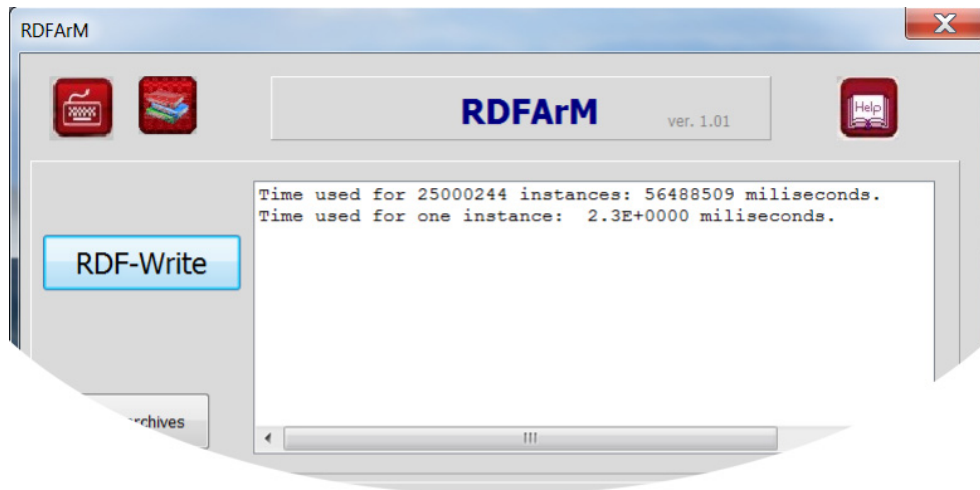 RDFArM
RDFArM ver. 1.01
Help
Time used for 25000244 instances: 56488509 miliseconds.
Time used for one instance:  2.3E+0000 miliseconds.
RDF-Write